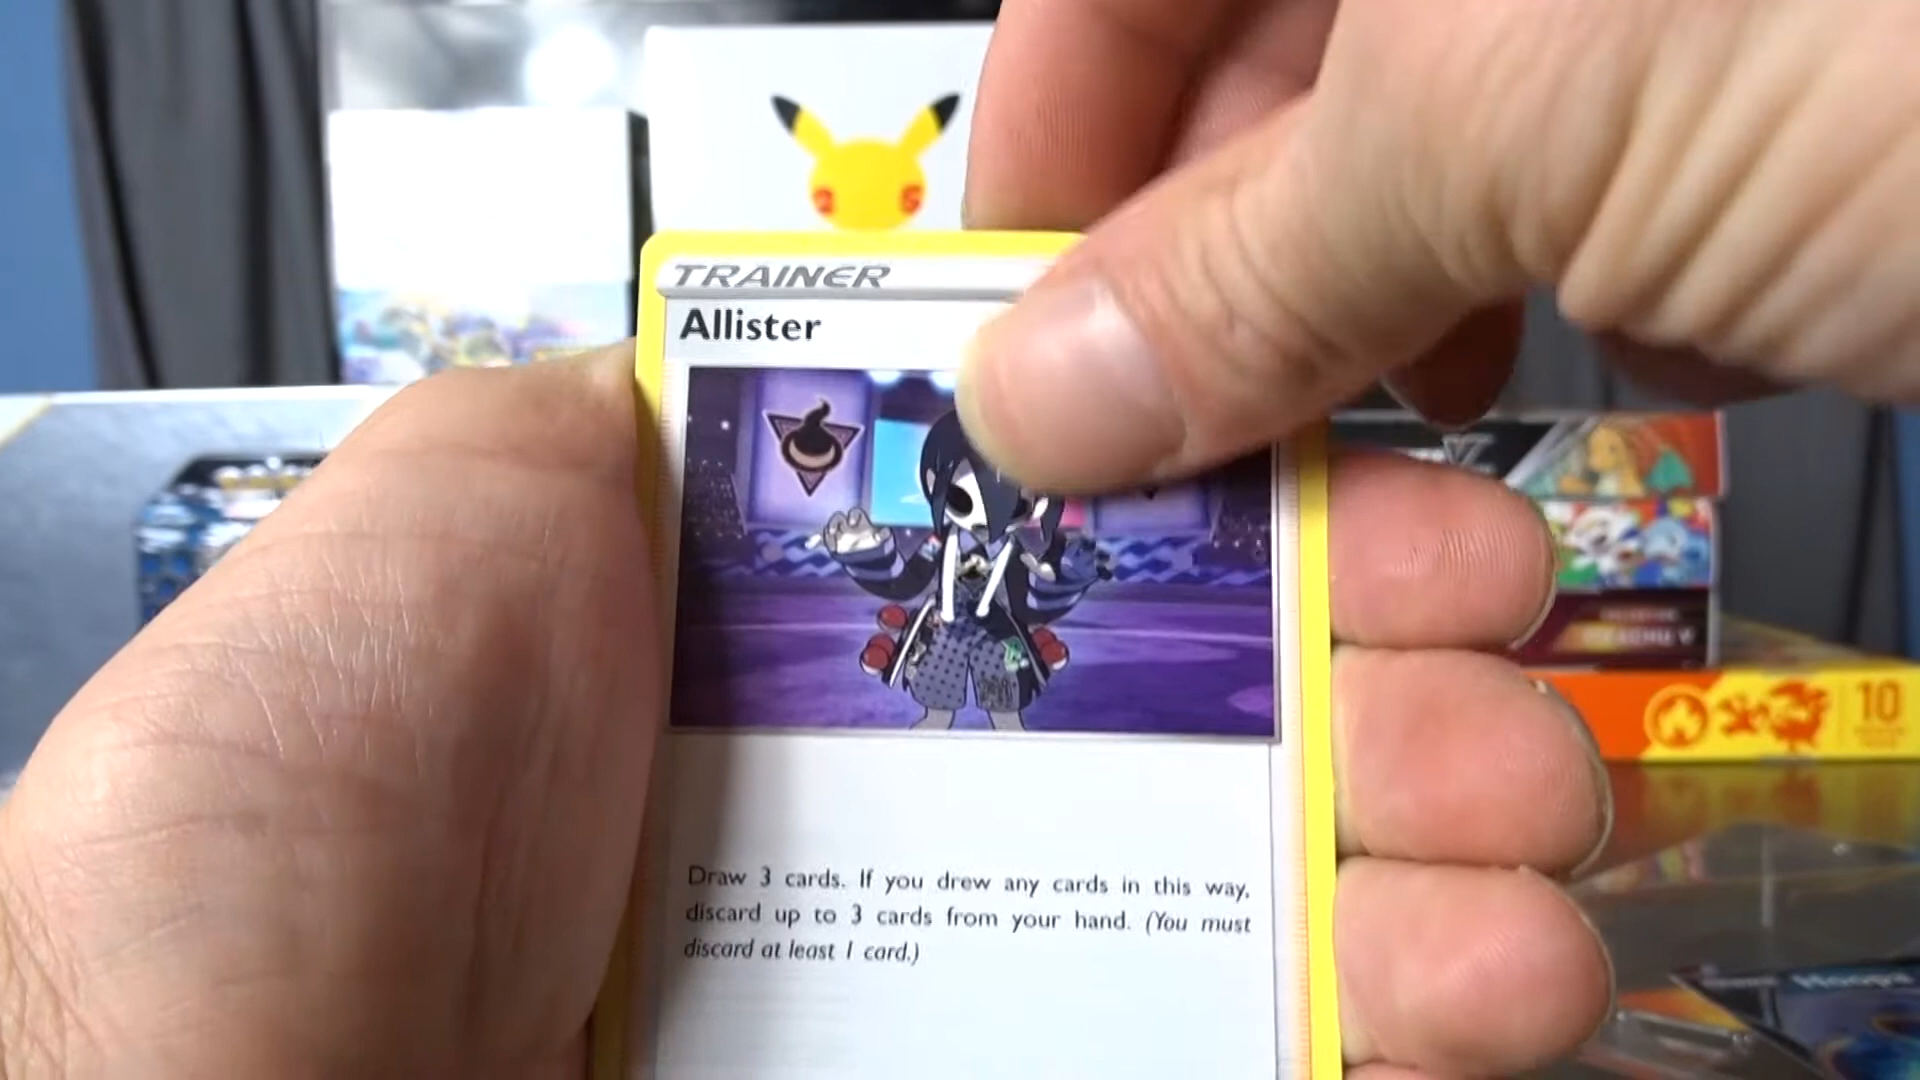 TRAINER
Allister
Draw 3 cards. If you drew any cards in this way,
discard up to 3 cards from your hand. (You must
discard at least 1 card.)
V
10
Hoopa